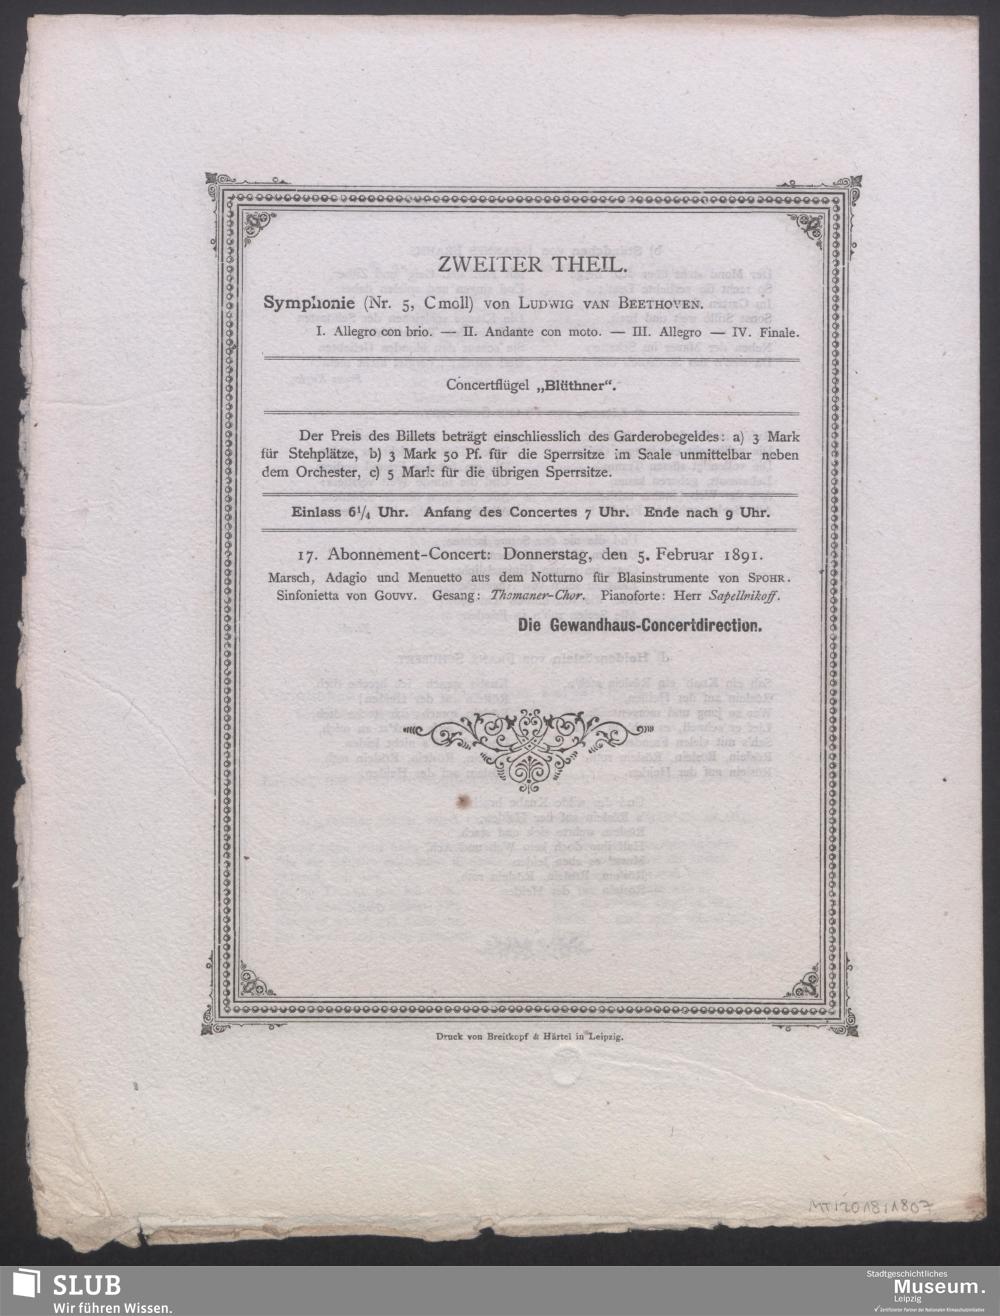 ZWEITER THEIL.
Symphonie (Nr. 5, Cmoll) von LUDWIG VAN BEETHOVEN.
I. Allegro con brio. — II. Andante con moto. — III. Allegro — IV. Finale.
Concertflügel „Blüthner“.
Der Preis des Billets beträgt einschliesslich des Garderobegeldes: a) 3 Mark
für Stehplätze, b) 3 Mark 50 Pf. für die Sperrsitze im Saale unmittelbar neben
dem Orchester, c) 5 Mark für die übrigen Sperrsitze.
Einlass 6¼ Uhr. Anfang des Concertes 7 Uhr. Ende nach 9 Uhr.
17. Abonnement-Concert: Donnerstag, den 5. Februar 1891.
Marsch, Adagio und Menuetto aus dem Notturno für Blasinstrumente von SPOHR.
Sinfonietta von GOUVY. Gesang: Thomaner-Chor. Pianoforte: Herr Sapellnikoff.
Die Gewandhaus-Concertdirection.
Druck von Breitkopf & Härtel in Leipzig.
MT/2018/1807
SLUB
Wir führen Wissen.
Stadtgeschichtliches
Museum.
Leipzig
Zertifizierter Partner der Nationalen Klimaschutzinitiative